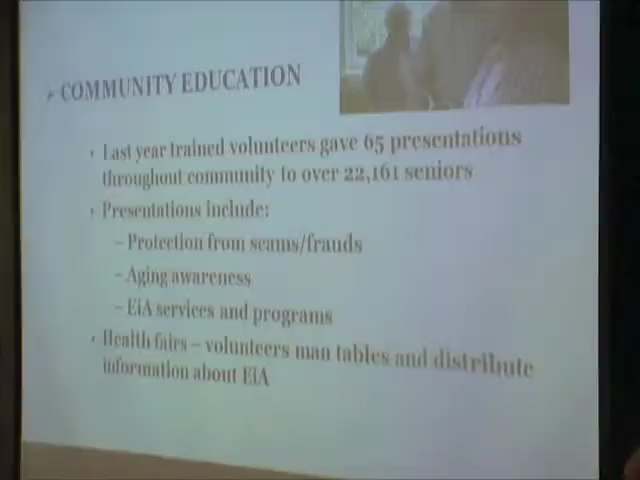 COMMUNITY EDUCATION
• Last year trained volunteers gave 65 presentations
throughout community to over 22,161 seniors
• Presentations include:
– Protection from scams/frauds
– Aging awareness
– EiA services and programs
• Health fairs – volunteers man tables and distribute
information about EiA